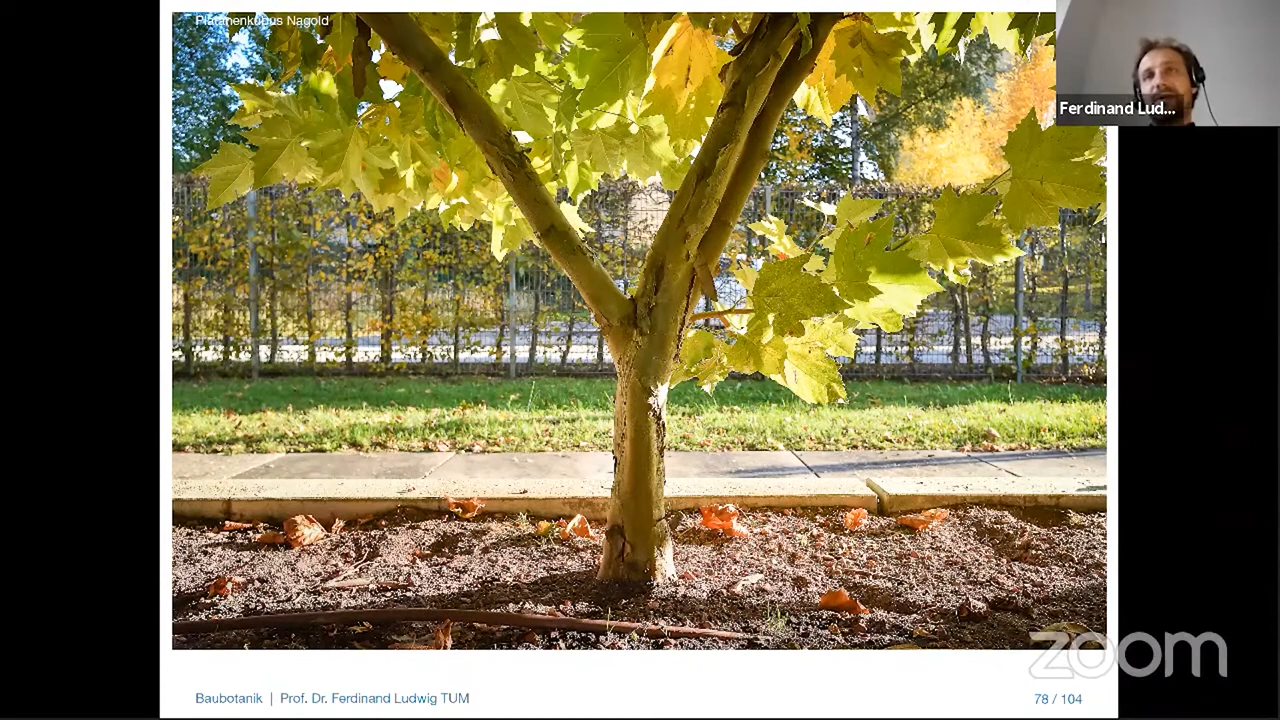 Platanenkubus Nagold
Ferdinand Lud...
zoom
Baubotanik | Prof. Dr. Ferdinand Ludwig TUM
78 / 104